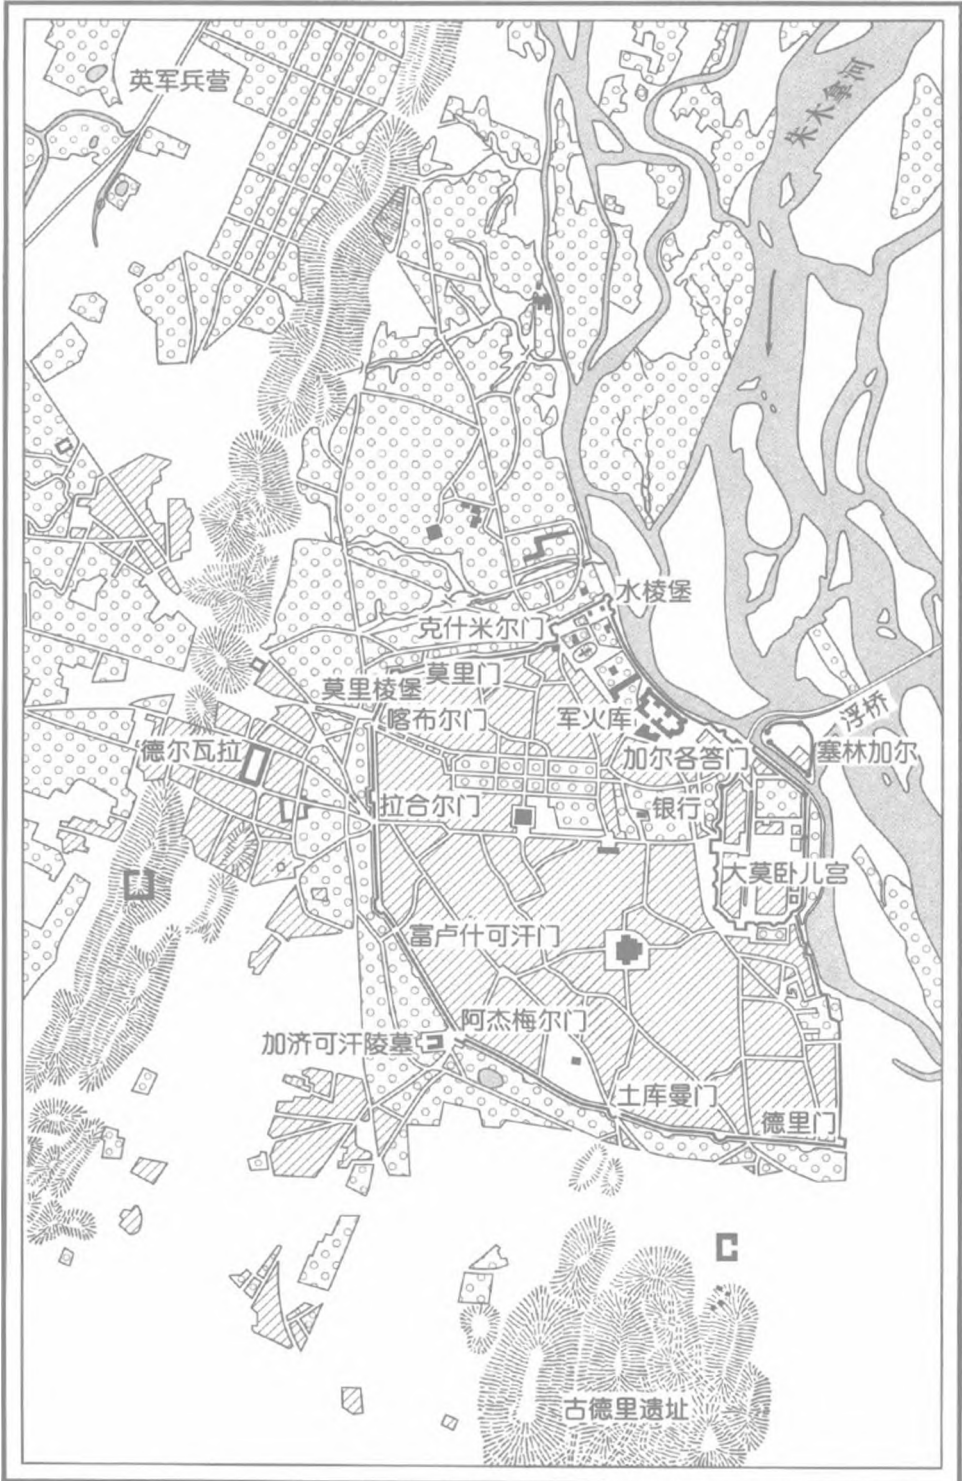 英军兵营
朱木拿河
水棱堡
克什米尔门
莫里门
莫里棱堡
喀布尔门
军火库
浮桥
德尔瓦拉
加尔各答门
塞林加尔
拉合尔门
银行
大莫卧儿宫
富卢什可汗门
阿杰梅尔门
加济可汗陵墓
土库曼门
德里门
古德里遗址